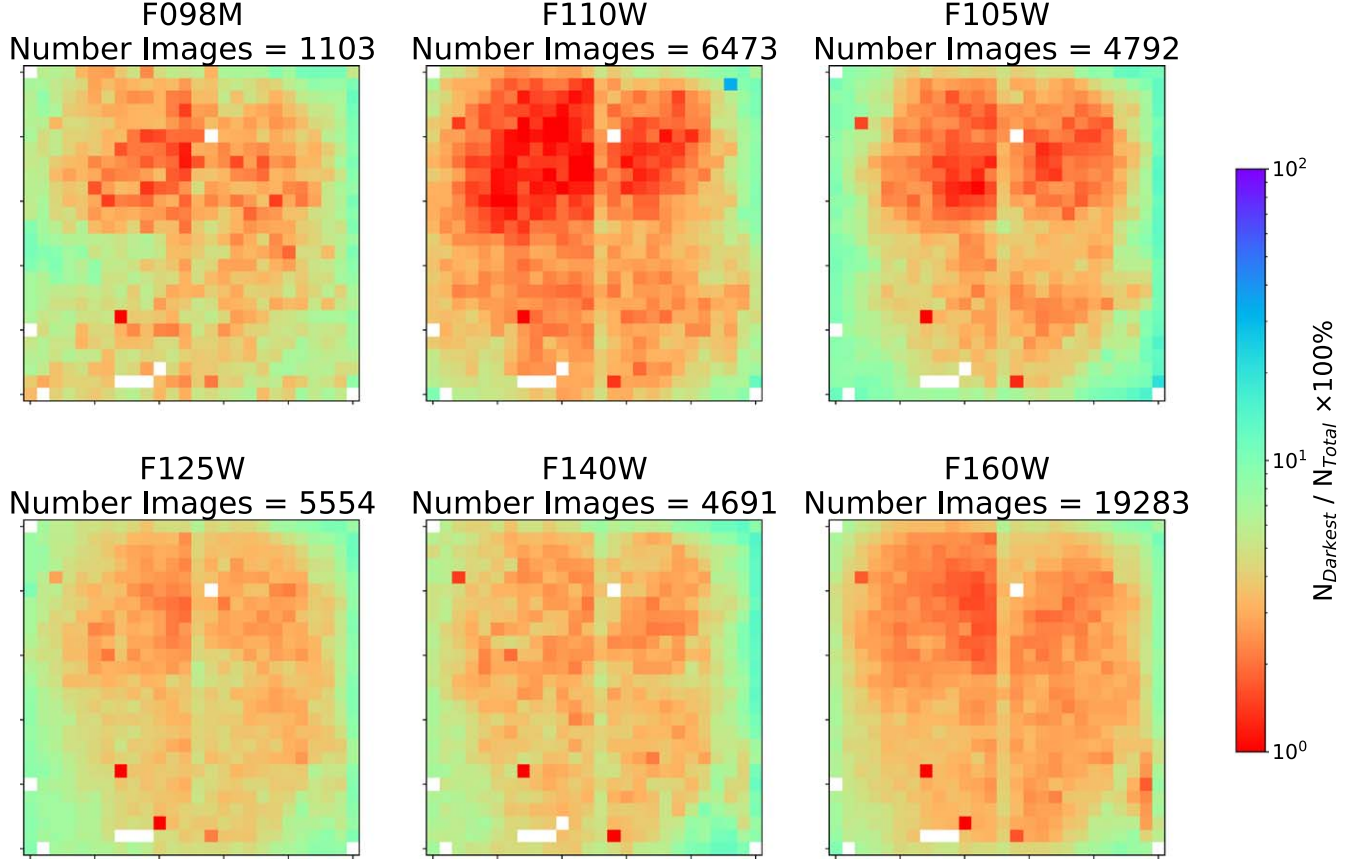 F098M
Number Images = 1103
F110W
Number Images = 6473
F105W
Number Images = 4792
F125W
Number Images = 5554
F140W
Number Images = 4691
F160W
Number Images = 19283
10²
10¹
10⁰
N_Darkest / N_Total ×100%